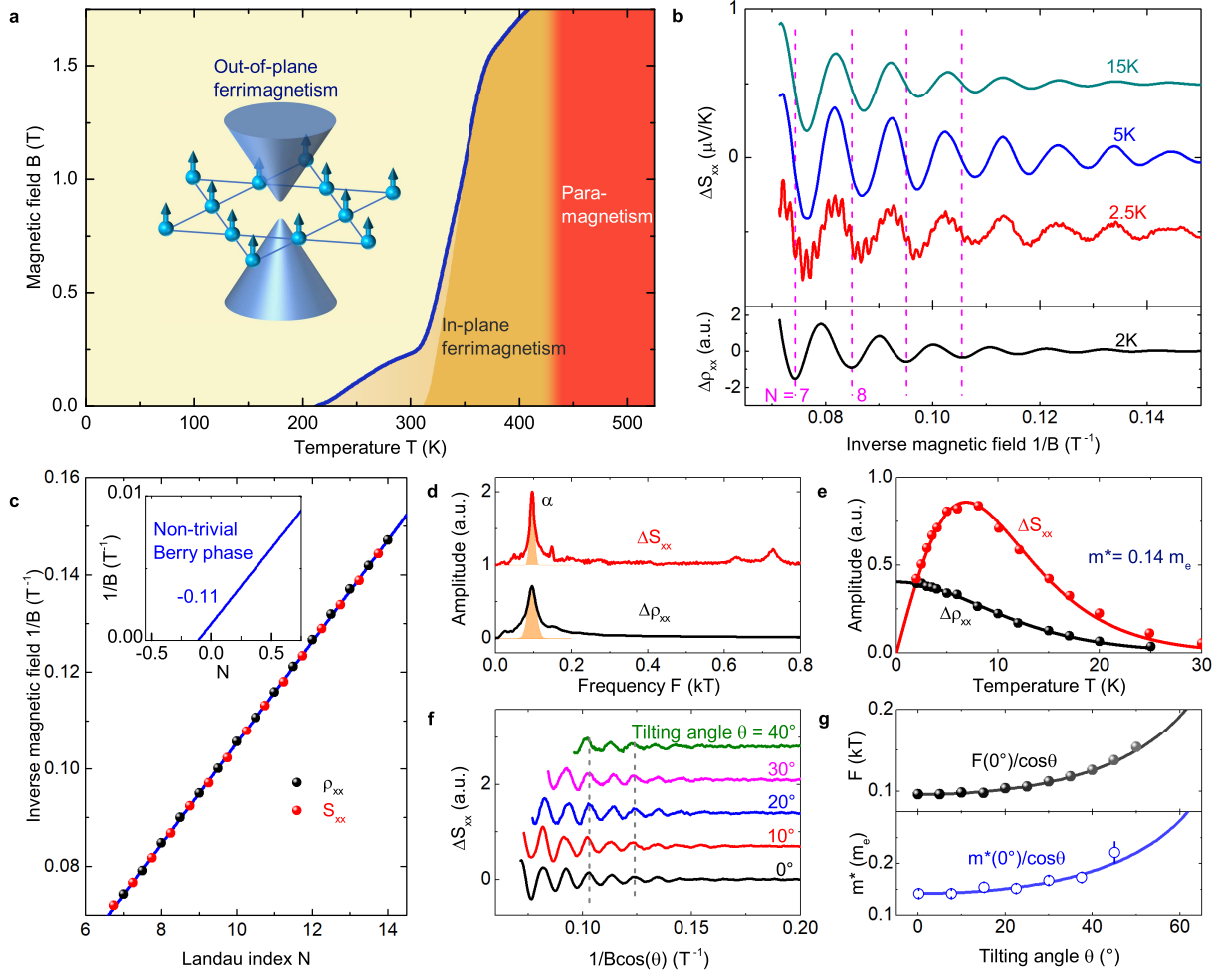 a
Out-of-plane
ferrimagnetism
Para-
magnetism
In-plane
ferrimagnetism
Magnetic field B (T)
0.0
0.5
1.0
1.5
0
100
200
300
400
500
Temperature T (K)
b
15K
5K
2.5K
2K
N = 7
8
ΔSxx (μV/K)
1
0
Δρxx (a.u.)
2
0
-2
0.08
0.10
0.12
0.14
Inverse magnetic field 1/B (T⁻¹)
c
0.16
0.14
0.12
0.10
0.08
Inverse magnetic field 1/B (T⁻¹)
0.01
0.00
1/B (T⁻¹)
Non-trivial
Berry phase
-0.11
-0.5
0.0
0.5
N
ρxx
Sxx
6
8
10
12
14
Landau index N
d
α
ΔSxx
Δρxx
Amplitude (a.u.)
2
1
0
0.0
0.2
0.4
0.6
0.8
Frequency F (kT)
e
ΔSxx
m*= 0.14 me
Δρxx
Amplitude (a.u.)
1.0
0.5
0.0
0
10
20
30
Temperature T (K)
f
Tilting angle θ = 40°
30°
20°
10°
0°
ΔSxx (a.u.)
2
0
0.10
0.15
0.20
1/Bcos(θ) (T⁻¹)
g
F(0°)/cosθ
F (kT)
0.2
0.1
m*(0°)/cosθ
m* (me)
0.2
0.1
0
20
40
60
Tilting angle θ (°)